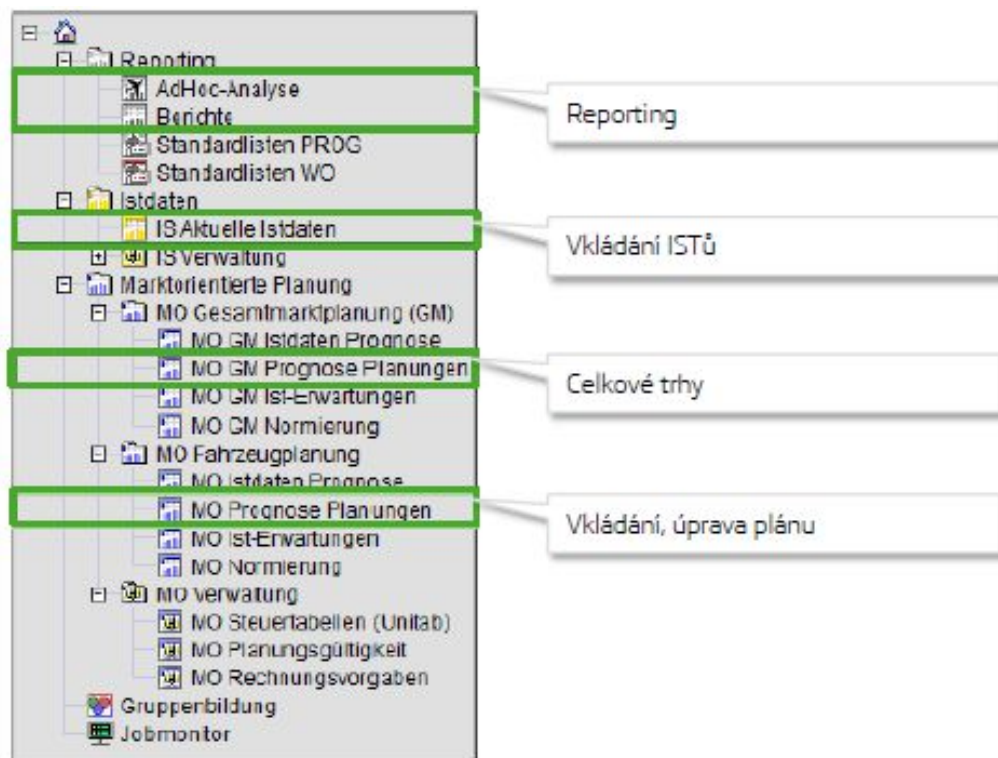 Reporting
AdHoc-Analyse
Berichte
Standardlisten PROG
Standardlisten WO
Istdaten
IS Aktuelle Istdaten
IS Verwaltung
Marktorientierte Planung
MO Gesamtmarktplanung (GM)
MO GM Istdaten Prognose
MO GM Prognose Planungen
MO GM Ist-Erwartungen
MO GM Normierung
MO Fahrzeugplanung
MO Istdaten Prognose
MO Prognose Planungen
MO Ist-Erwartungen
MO Normierung
MO Verwaltung
MO Steuertabellen (Unitab)
MO Planungsgültigkeit
MO Rechnungsvorgaben
Gruppenbildung
Jobmonitor
Reporting
Vkládání ISTů
Celkové trhy
Vkládání, úprava plánu